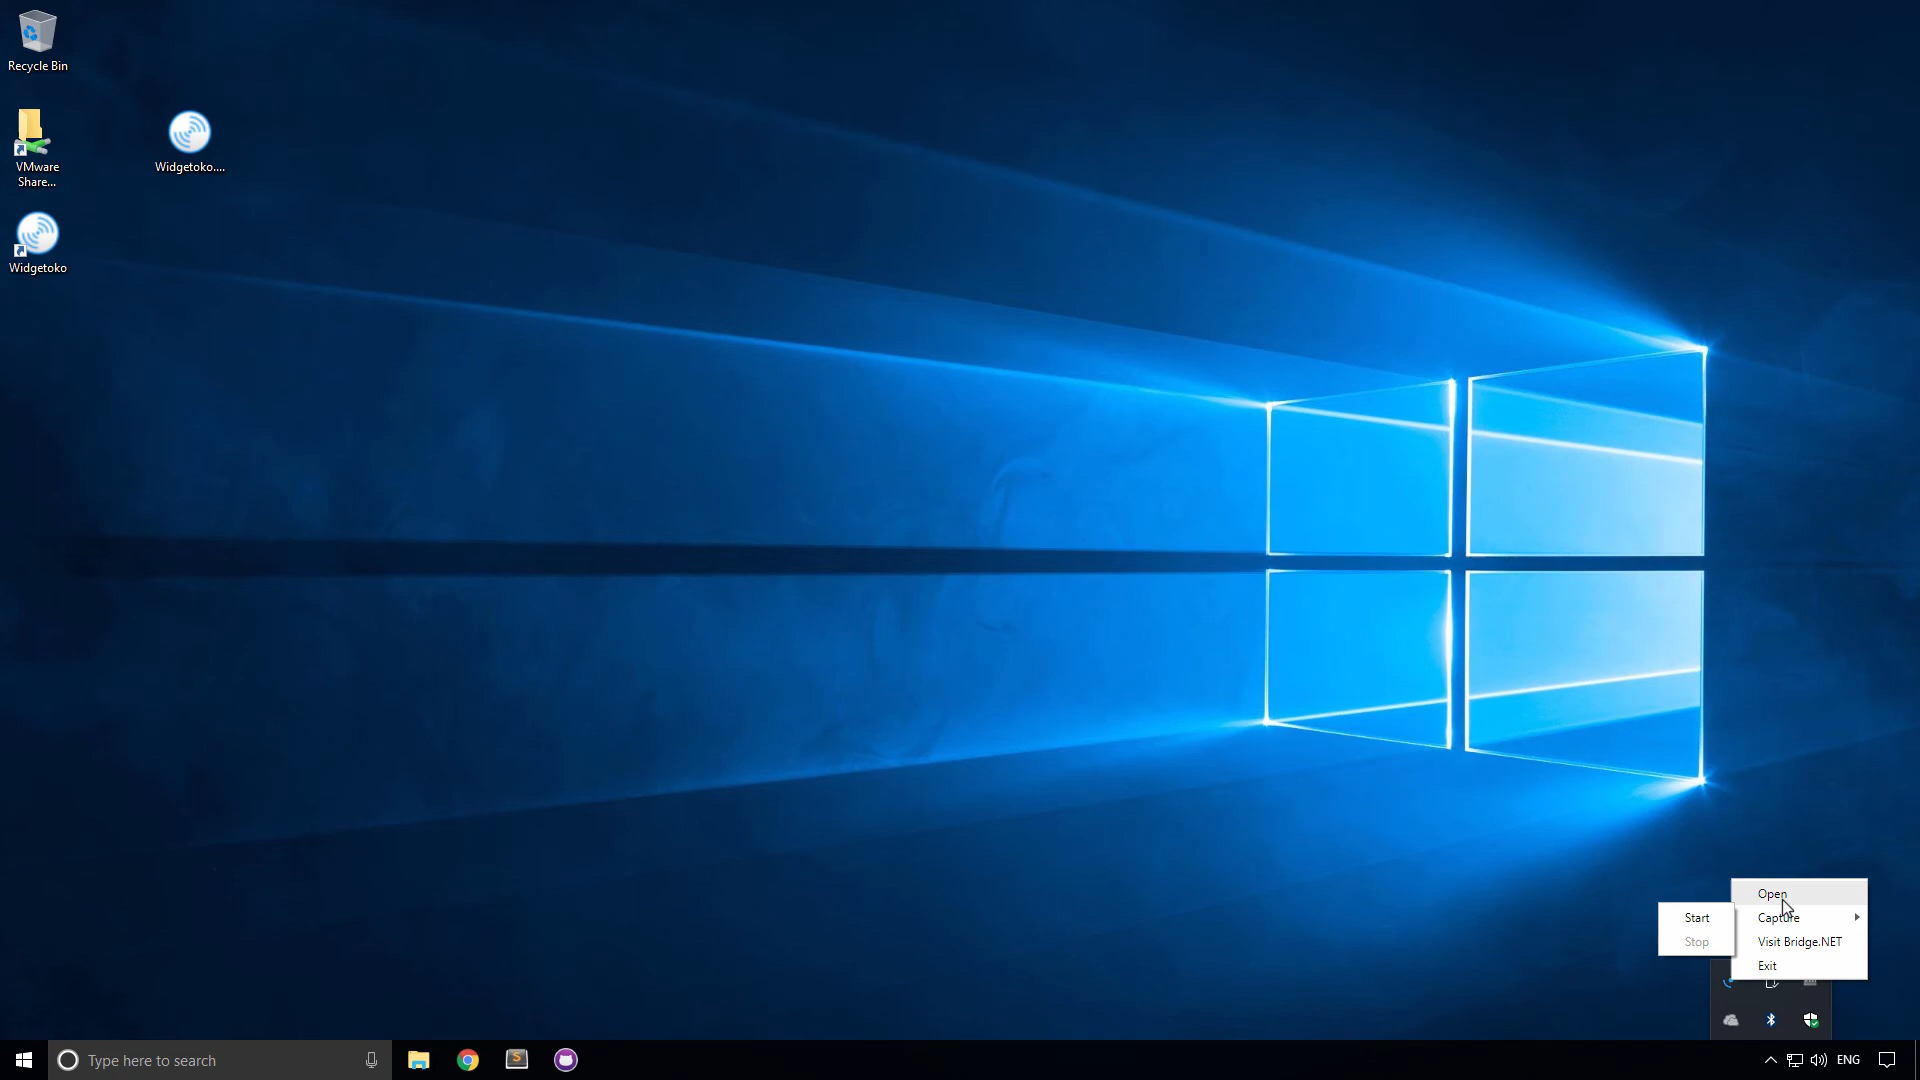 Recycle Bin
VMware
Share...
Widgetoko....
Widgetoko
Open
Capture
Visit Bridge.NET
Exit
Start
Stop
Type here to search
S
ENG